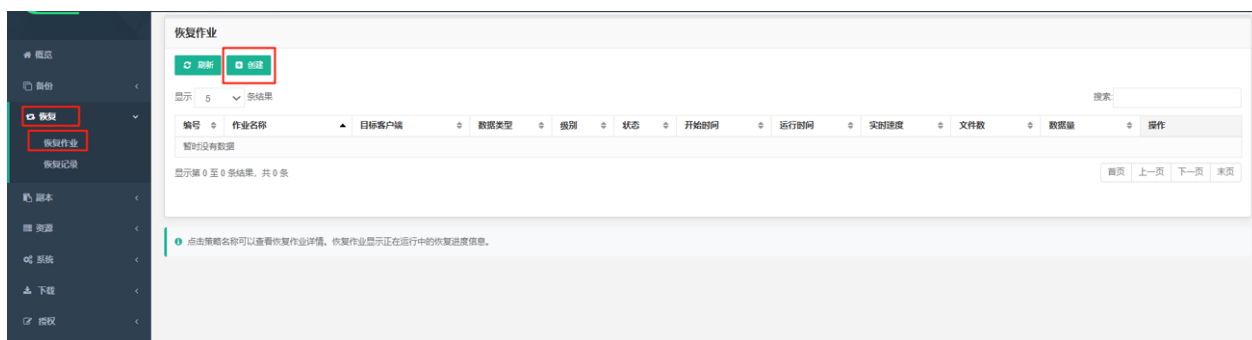 恢复作业
概览
刷新 创建
备份
显示 5 条结果 搜索:
恢复
编号 作业名称 目标客户端 数据类型 级别 状态 开始时间 运行时间 实时速度 文件数 数据量 操作
恢复作业
暂时没有数据
恢复记录
显示第 0 至 0 条结果，共 0 条 首页 上一页 下一页 末页
副本
资源
点击策略名称可以查看恢复作业详情。恢复作业显示正在运行中的恢复进度信息。
系统
下载
授权